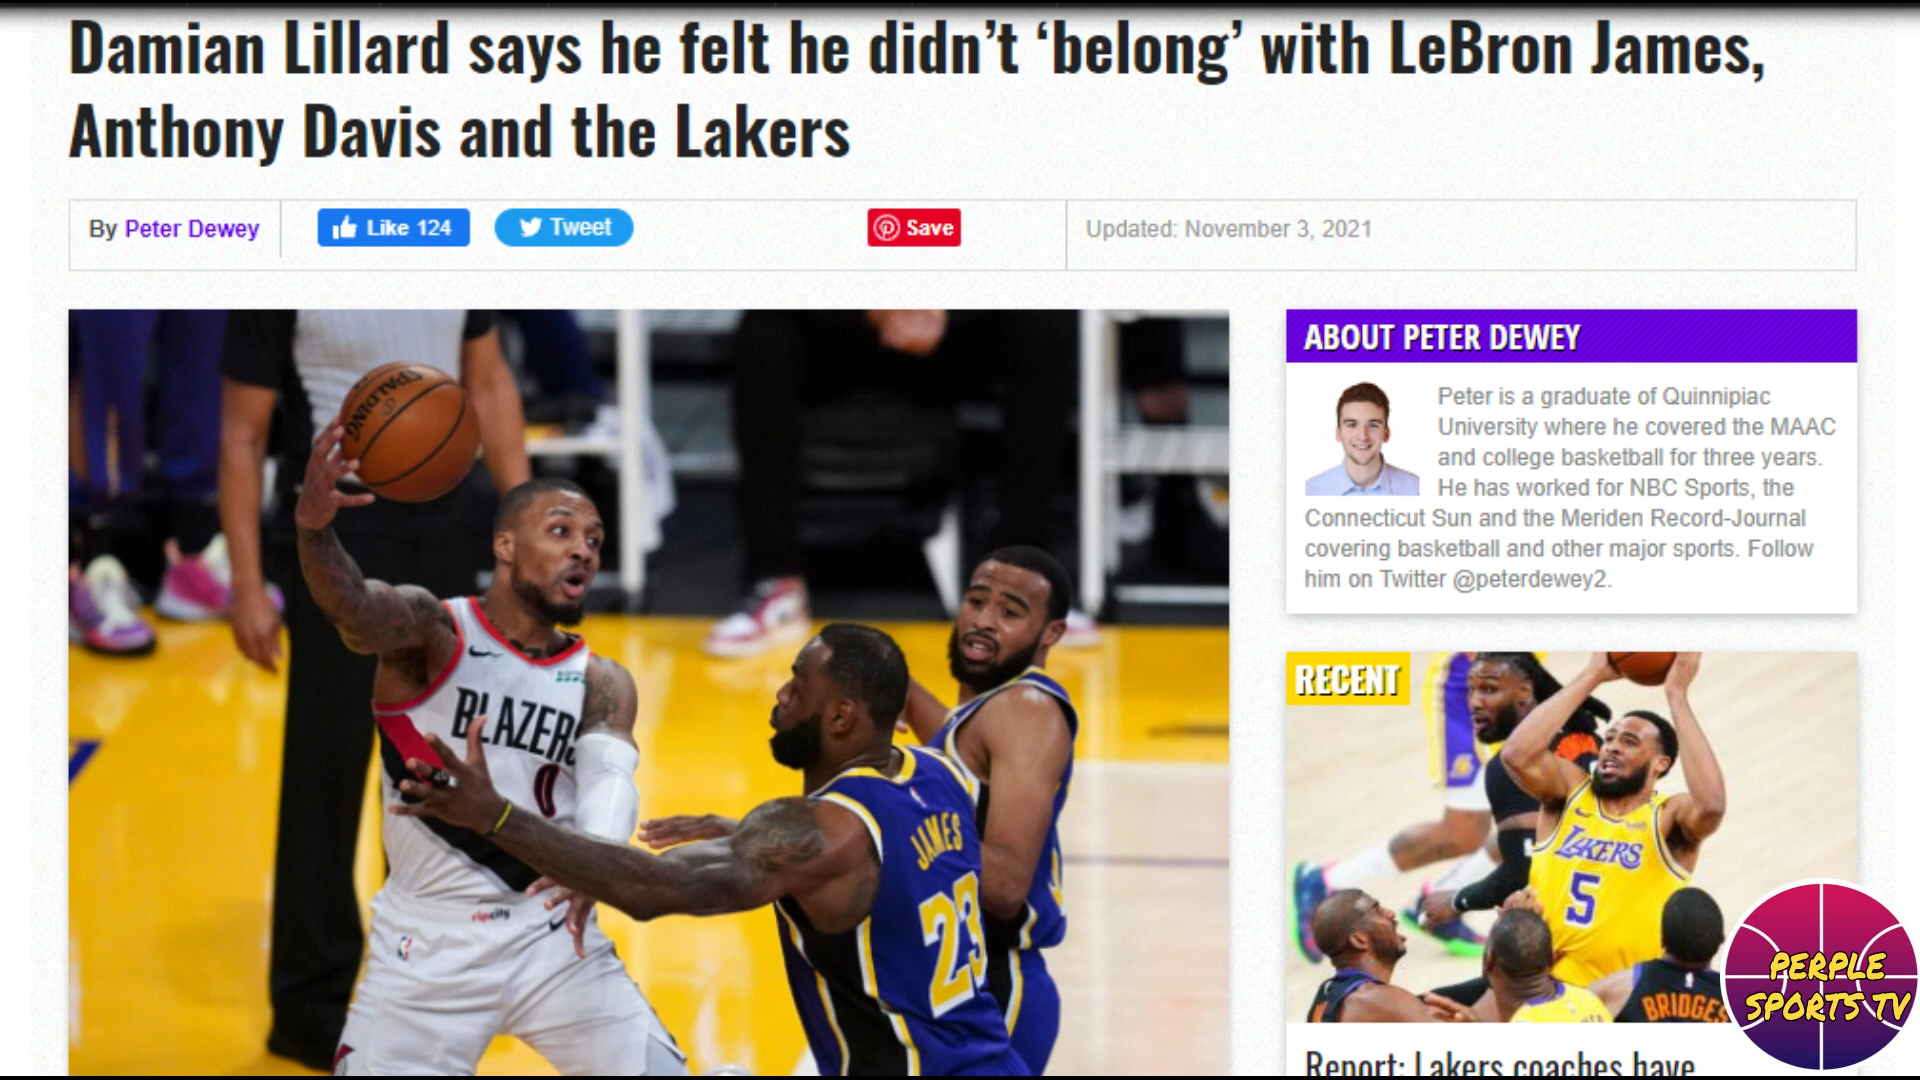 Damian Lillard says he felt he didn’t ‘belong’ with LeBron James,
Anthony Davis and the Lakers
By Peter Dewey
Like 124
Tweet
Save
Updated: November 3, 2021
SPALDING
BLAZERS
0
ripcity
JAMES
23
ABOUT PETER DEWEY
Peter is a graduate of Quinnipiac
University where he covered the MAAC
and college basketball for three years.
He has worked for NBC Sports, the
Connecticut Sun and the Meriden Record-Journal
covering basketball and other major sports. Follow
him on Twitter @peterdewey2.
RECENT
LAKERS
5
BRIDGES
Report: Lakers coaches have
PERPLE
SPORTS TV